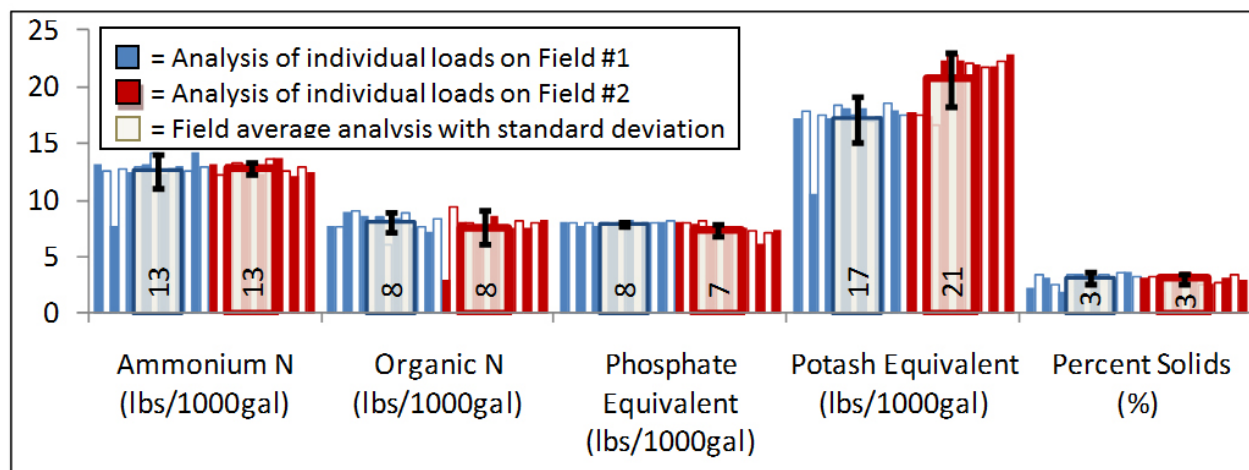 25
20
15
10
5
0
= Analysis of individual loads on Field #1
= Analysis of individual loads on Field #2
= Field average analysis with standard deviation
13
13
8
8
8
7
17
21
3
3
Ammonium N
(lbs/1000gal)
Organic N
(lbs/1000gal)
Phosphate
Equivalent
(lbs/1000gal)
Potash Equivalent
(lbs/1000gal)
Percent Solids
(%)